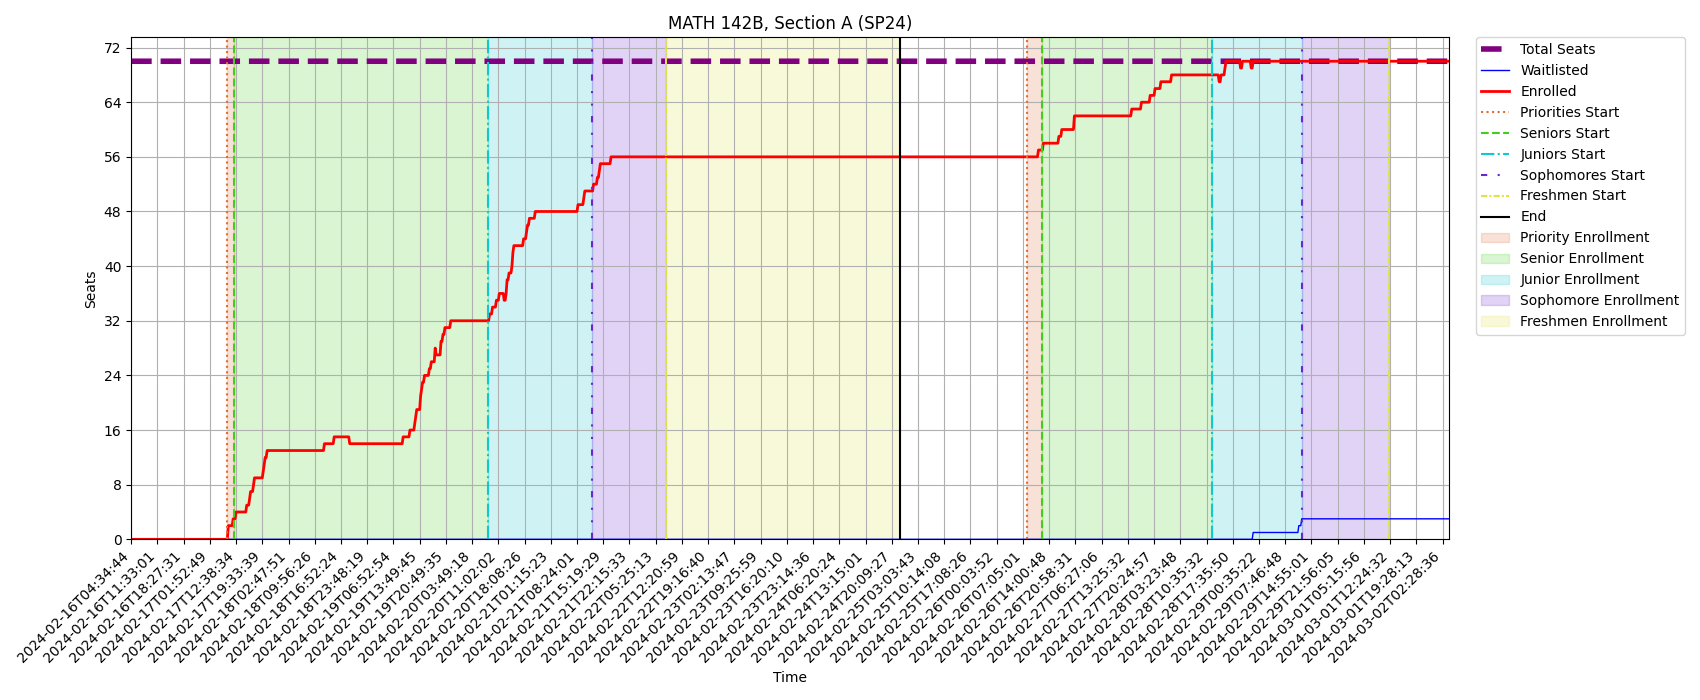 MATH 142B, Section A (SP24)
72
64
56
48
40
32
24
16
8
0
Seats
2024-02-16T04:34:44
2024-02-16T11:33:01
2024-02-16T18:27:31
2024-02-17T01:52:49
2024-02-17T12:38:34
2024-02-17T19:33:39
2024-02-18T02:47:51
2024-02-18T09:56:26
2024-02-18T16:52:24
2024-02-18T23:48:19
2024-02-19T06:52:54
2024-02-19T13:49:45
2024-02-19T20:49:35
2024-02-20T03:49:18
2024-02-20T11:02:02
2024-02-20T18:08:26
2024-02-21T01:15:23
2024-02-21T08:24:01
2024-02-21T15:19:29
2024-02-21T22:15:33
2024-02-22T05:25:13
2024-02-22T12:20:59
2024-02-22T19:16:40
2024-02-23T02:13:47
2024-02-23T09:25:59
2024-02-23T16:20:10
2024-02-23T23:14:36
2024-02-24T06:20:24
2024-02-24T13:15:01
2024-02-24T20:09:27
2024-02-25T03:03:43
2024-02-25T10:14:08
2024-02-25T17:08:26
2024-02-26T00:03:52
2024-02-26T07:05:01
2024-02-26T14:00:48
2024-02-26T20:58:31
2024-02-27T06:27:06
2024-02-27T13:25:32
2024-02-27T20:24:57
2024-02-28T03:23:48
2024-02-28T10:35:32
2024-02-28T17:35:50
2024-02-29T00:35:22
2024-02-29T07:46:48
2024-02-29T14:55:01
2024-02-29T21:56:05
2024-03-01T05:15:56
2024-03-01T12:24:32
2024-03-01T19:28:13
2024-03-02T02:28:36
Time
Total Seats
Waitlisted
Enrolled
Priorities Start
Seniors Start
Juniors Start
Sophomores Start
Freshmen Start
End
Priority Enrollment
Senior Enrollment
Junior Enrollment
Sophomore Enrollment
Freshmen Enrollment